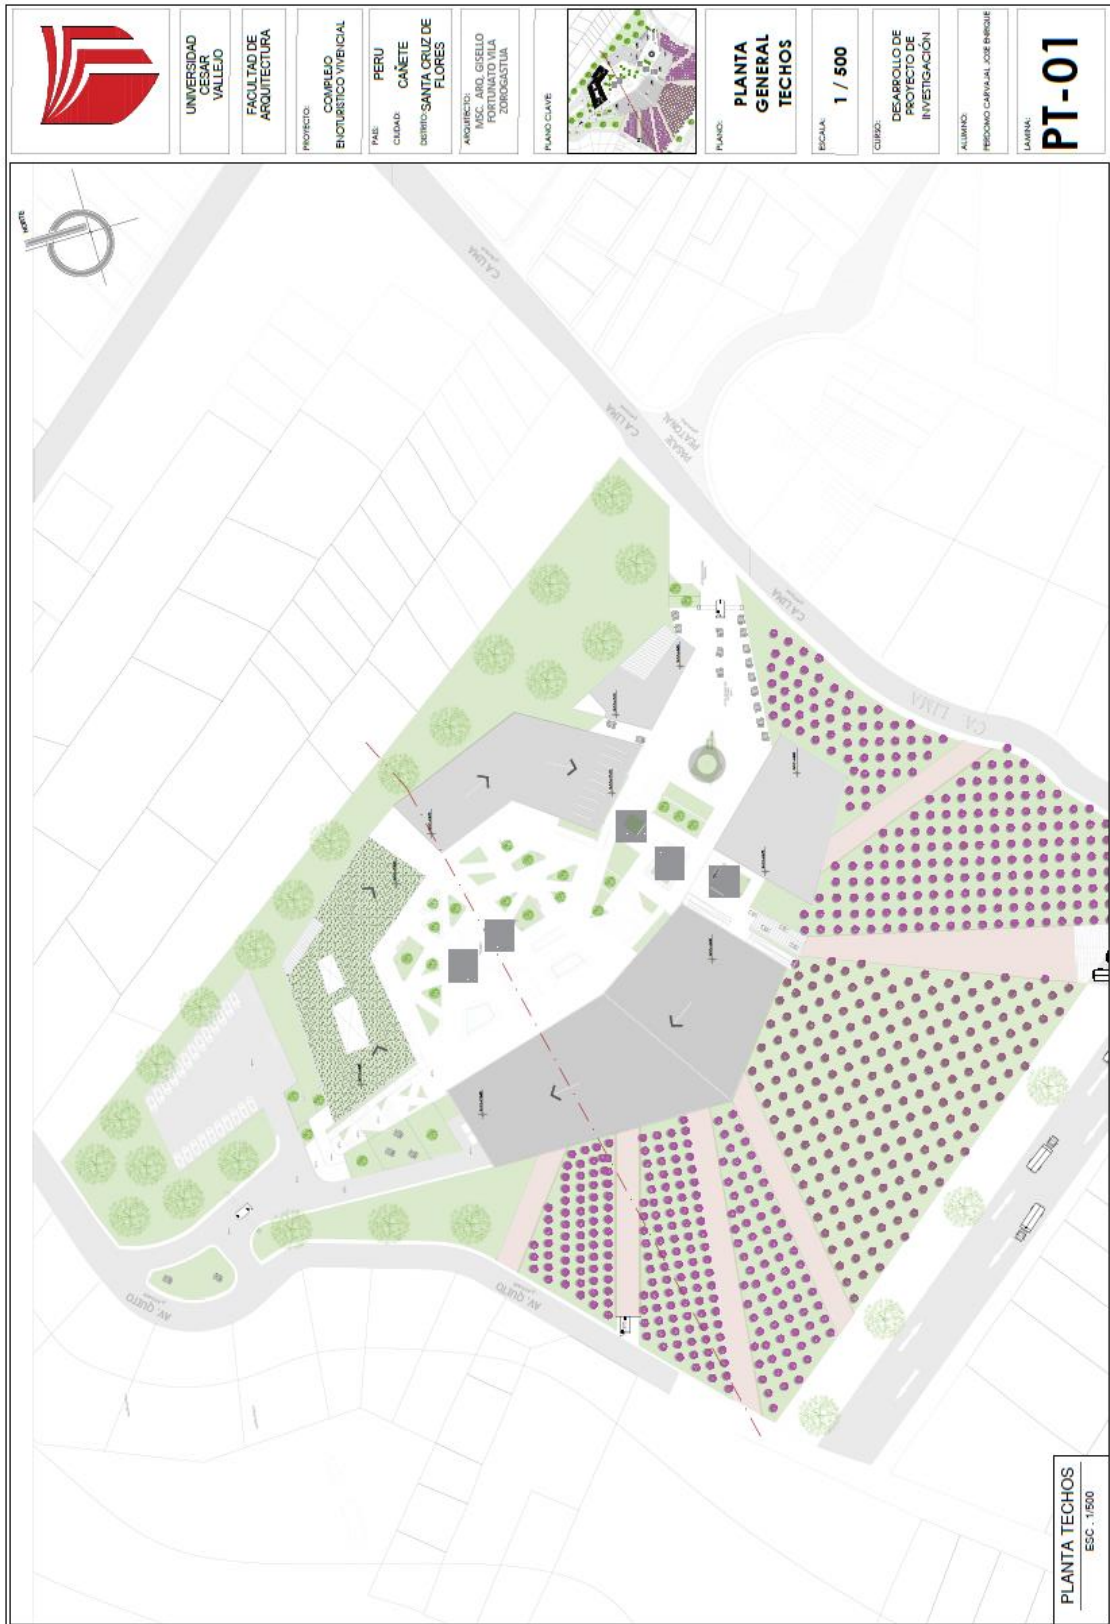 UNIVERSIDAD
CESAR
VALLEJO
FACULTAD DE
ARQUITECTURA
PROYECTO:
COMPLEJO
ENOTURISTICO VIVENCIAL
PAIS: PERU
CIUDAD: CAÑETE
DISTRITO: SANTA CRUZ DE
FLORES
ARQUITECTO:
MSC. ARQ. GISELLO
FORTUNATO VILA
ZOROGASTUA
PLANO CLAVE:
PLANO:
PLANTA
GENERAL
TECHOS
ESCALA: 1 / 500
CURSO:
DESARROLLO DE
PROYECTO DE
INVESTIGACIÓN
ALUMNO:
PERDOMO CARVAJAL JOSE ENRIQUE
LAMINA:
PT-01
NORTE
CA LIMA
CA LIMA
PASAJE
PEATONAL
CA LIMA
CA. LIMA
AV. QUITO
AV. QUITO
PLANTA TECHOS
ESC. 1/500